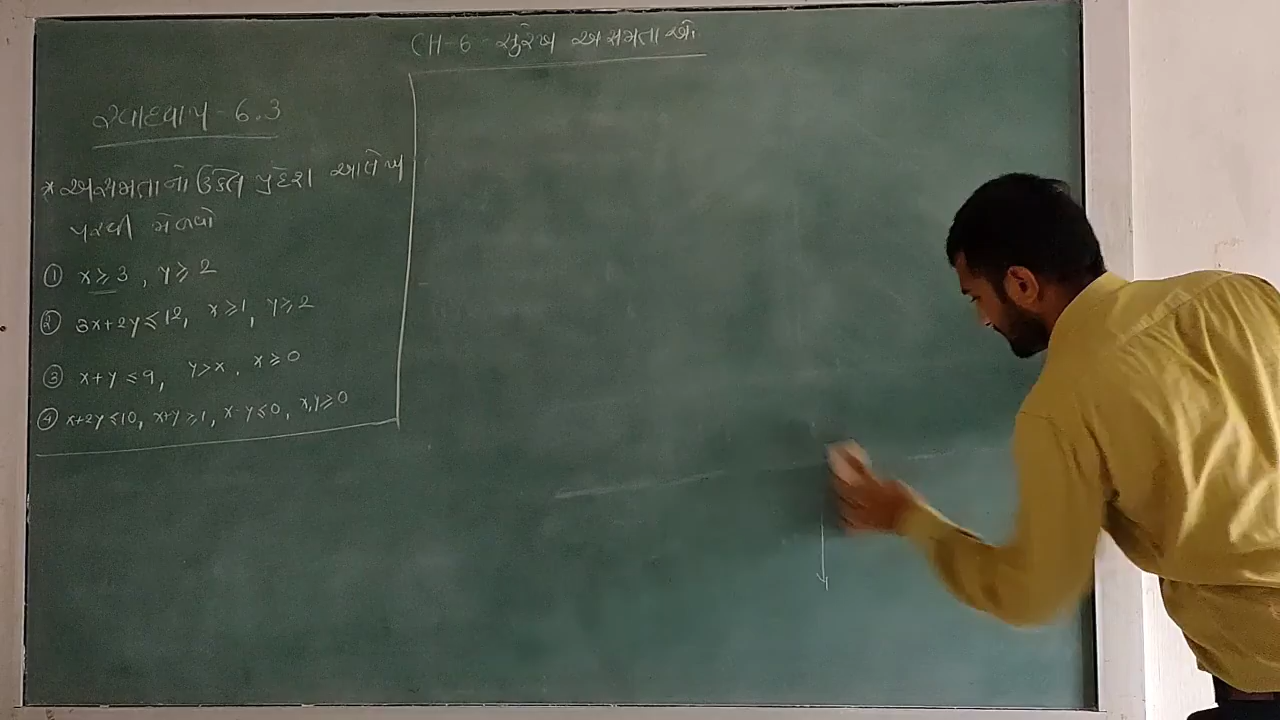 CH-6 - સુરેખ અસમતાઓ
સ્વાધ્યાય - 6.3
* અસમતાનો ઉકેલ પ્રદેશ આલેખ
પરથી મેળવો
① x ≥ 3 , y ≥ 2
② 3x+2y ≤ 12, x ≥ 1, y ≥ 2
③ x+y ≤ 9, y > x, x ≥ 0
④ x+2y ≤ 10, x+y ≥ 1, x-y ≤ 0, x,y ≥ 0